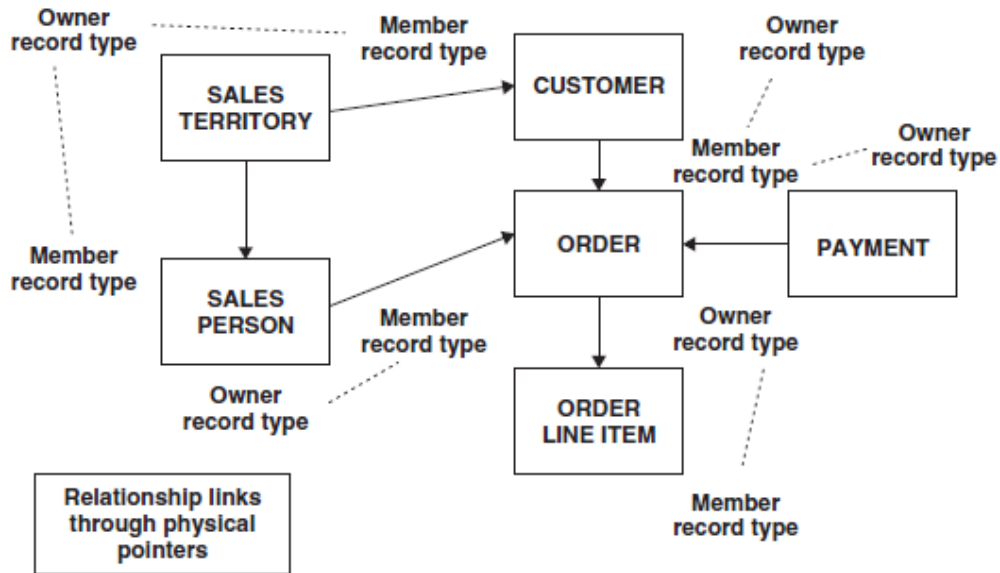 Owner
record type
Member
record type
Owner
record type
SALES
TERRITORY
CUSTOMER
Member
record type
Owner
record type
Member
record type
SALES
PERSON
ORDER
PAYMENT
Member
record type
Owner
record type
Owner
record type
ORDER
LINE ITEM
Relationship links
through physical
pointers
Member
record type